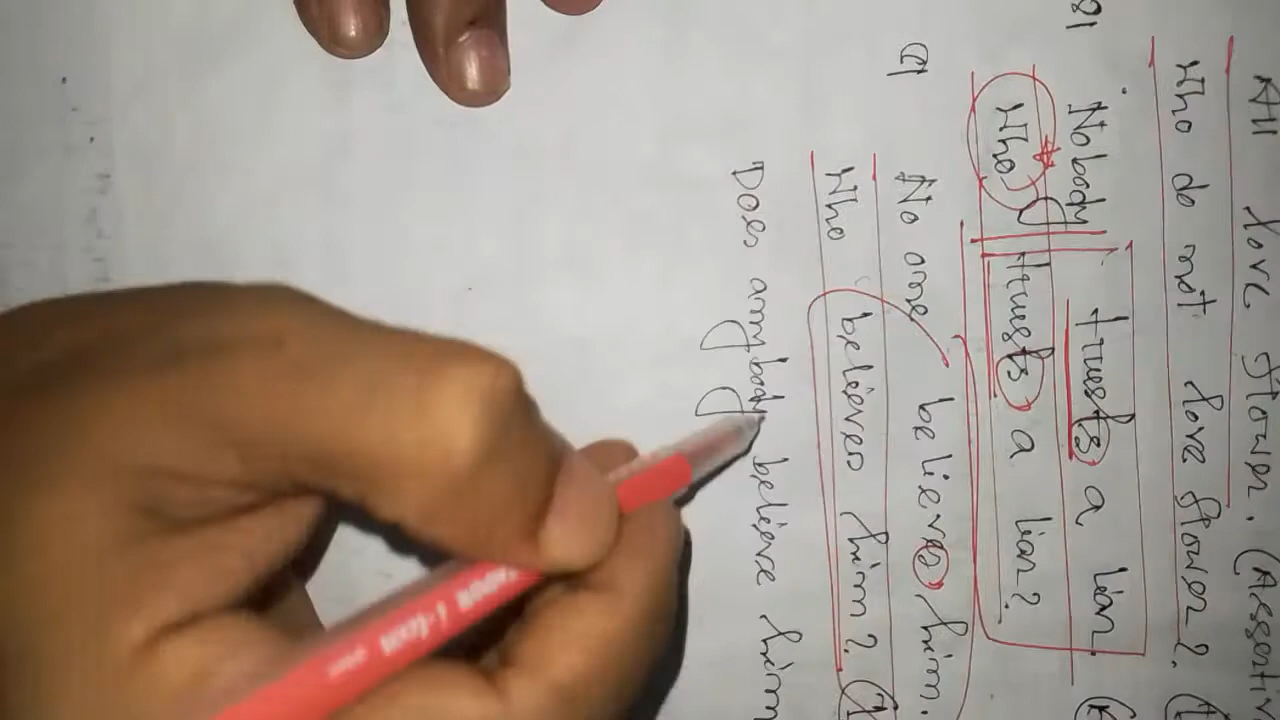 All love flower. (Assertiv
Who do not love flower? (I
Nobody trusts a liar. (
Who trusts a liar?
No one believes him.
Who believes him? (I
Does anybody believe him